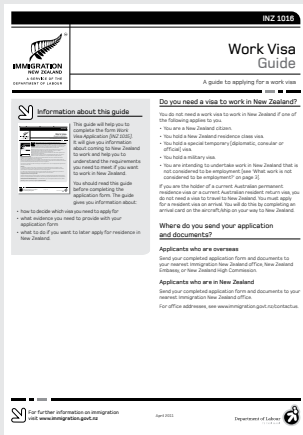 INZ 1016
IMMIGRATION
NEW ZEALAND
A SERVICE OF THE
DEPARTMENT OF LABOUR
Work Visa
Guide
A guide to applying for a work visa
Information about this guide
This guide will help you to
complete the form Work
Visa Application (INZ 1015).
It will give you information
about coming to New Zealand
to work and help you to
understand the requirements
you need to meet if you want
to work in New Zealand.
You should read this guide
before completing the
application form. The guide
gives you information about:
• how to decide which visa you need to apply for
• what evidence you need to provide with your
application form
• what to do if you want to later apply for residence in
New Zealand.
Do you need a visa to work in New Zealand?
You do not need a work visa to work in New Zealand if one of
the following applies to you.
• You are a New Zealand citizen.
• You hold a New Zealand residence class visa.
• You hold a special temporary (diplomatic, consular or
official) visa.
• You hold a military visa.
• You are intending to undertake work in New Zealand that is
not considered to be employment (see 'What work is not
considered to be employment?' on page 3).
If you are the holder of a current Australian permanent
residence visa or a current Australian resident return visa, you
do not need a visa to travel to New Zealand. You must apply
for a resident visa on arrival. You will do this by completing an
arrival card on the aircraft/ship on your way to New Zealand.
Where do you send your application
and documents?
Applicants who are overseas
Send your completed application form and documents to your
nearest Immigration New Zealand office, New Zealand
Embassy, or New Zealand High Commission.
Applicants who are in New Zealand
Send your completed application form and documents to your
nearest Immigration New Zealand office.
For office addresses, see www.immigration.govt.nz/contactus.
For further information on immigration
visit www.immigration.govt.nz
April 2011
Department of Labour